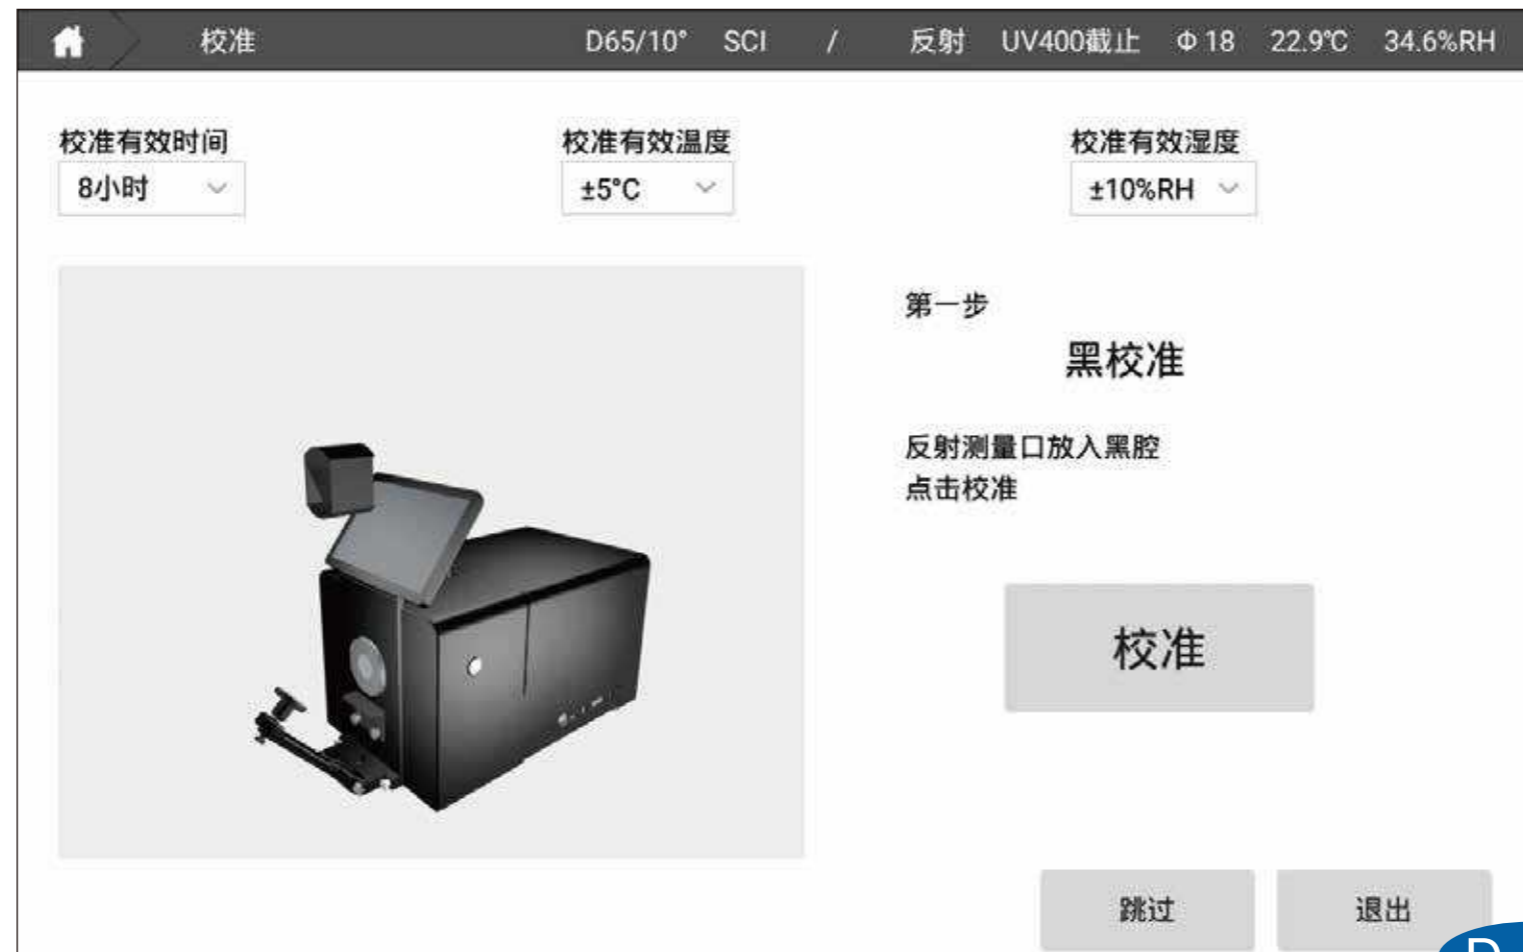 校准 D65/10° SCI / 反射 UV400截止 Φ18 22.9℃ 34.6%RH
校准有效时间 校准有效温度 校准有效湿度
8小时 ±5°C ±10%RH
第一步
黑校准
反射测量口放入黑腔
点击校准
校准
跳过 退出